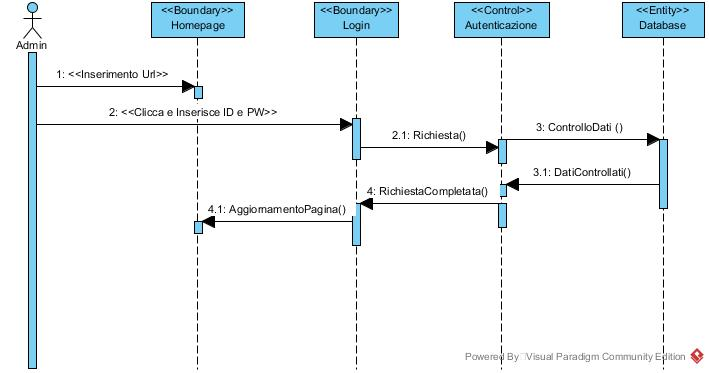 <<Boundary>>
Homepage
<<Boundary>>
Login
<<Control>>
Autenticazione
<<Entity>>
Database
Admin
1: <<Inserimento Url>>
2: <<Clicca e Inserisce ID e PW>>
2.1: Richiesta()
3: ControlloDati ()
3.1: DatiControllati()
4: RichiestaCompletata()
4.1: AggiornamentoPagina()
Powered By Visual Paradigm Community Edition